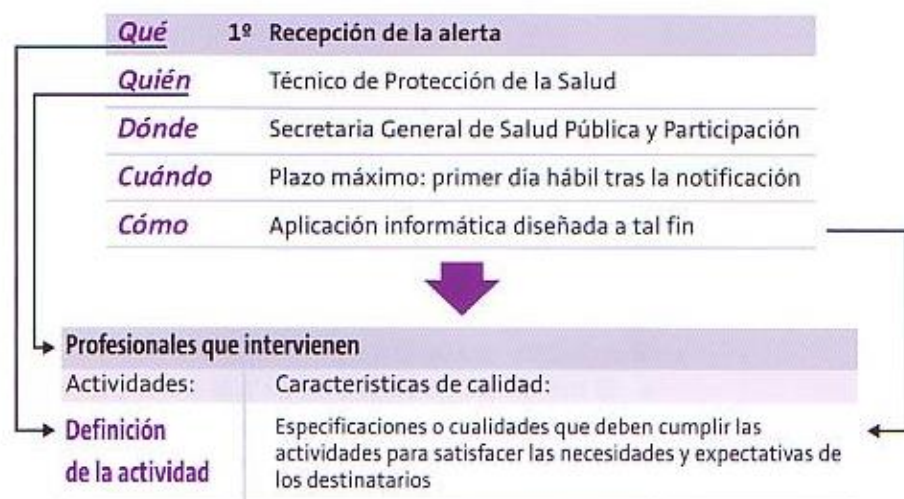 Qué 1º Recepción de la alerta
Quién Técnico de Protección de la Salud
Dónde Secretaria General de Salud Pública y Participación
Cuándo Plazo máximo: primer día hábil tras la notificación
Cómo Aplicación informática diseñada a tal fin
Profesionales que intervienen
Actividades: Características de calidad:
Definición
de la actividad
Especificaciones o cualidades que deben cumplir las
actividades para satisfacer las necesidades y expectativas de
los destinatarios